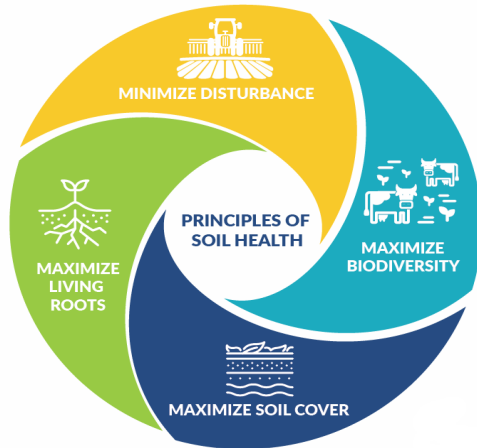 MINIMIZE DISTURBANCE
MAXIMIZE
BIODIVERSITY
PRINCIPLES OF
SOIL HEALTH
MAXIMIZE
LIVING
ROOTS
MAXIMIZE SOIL COVER